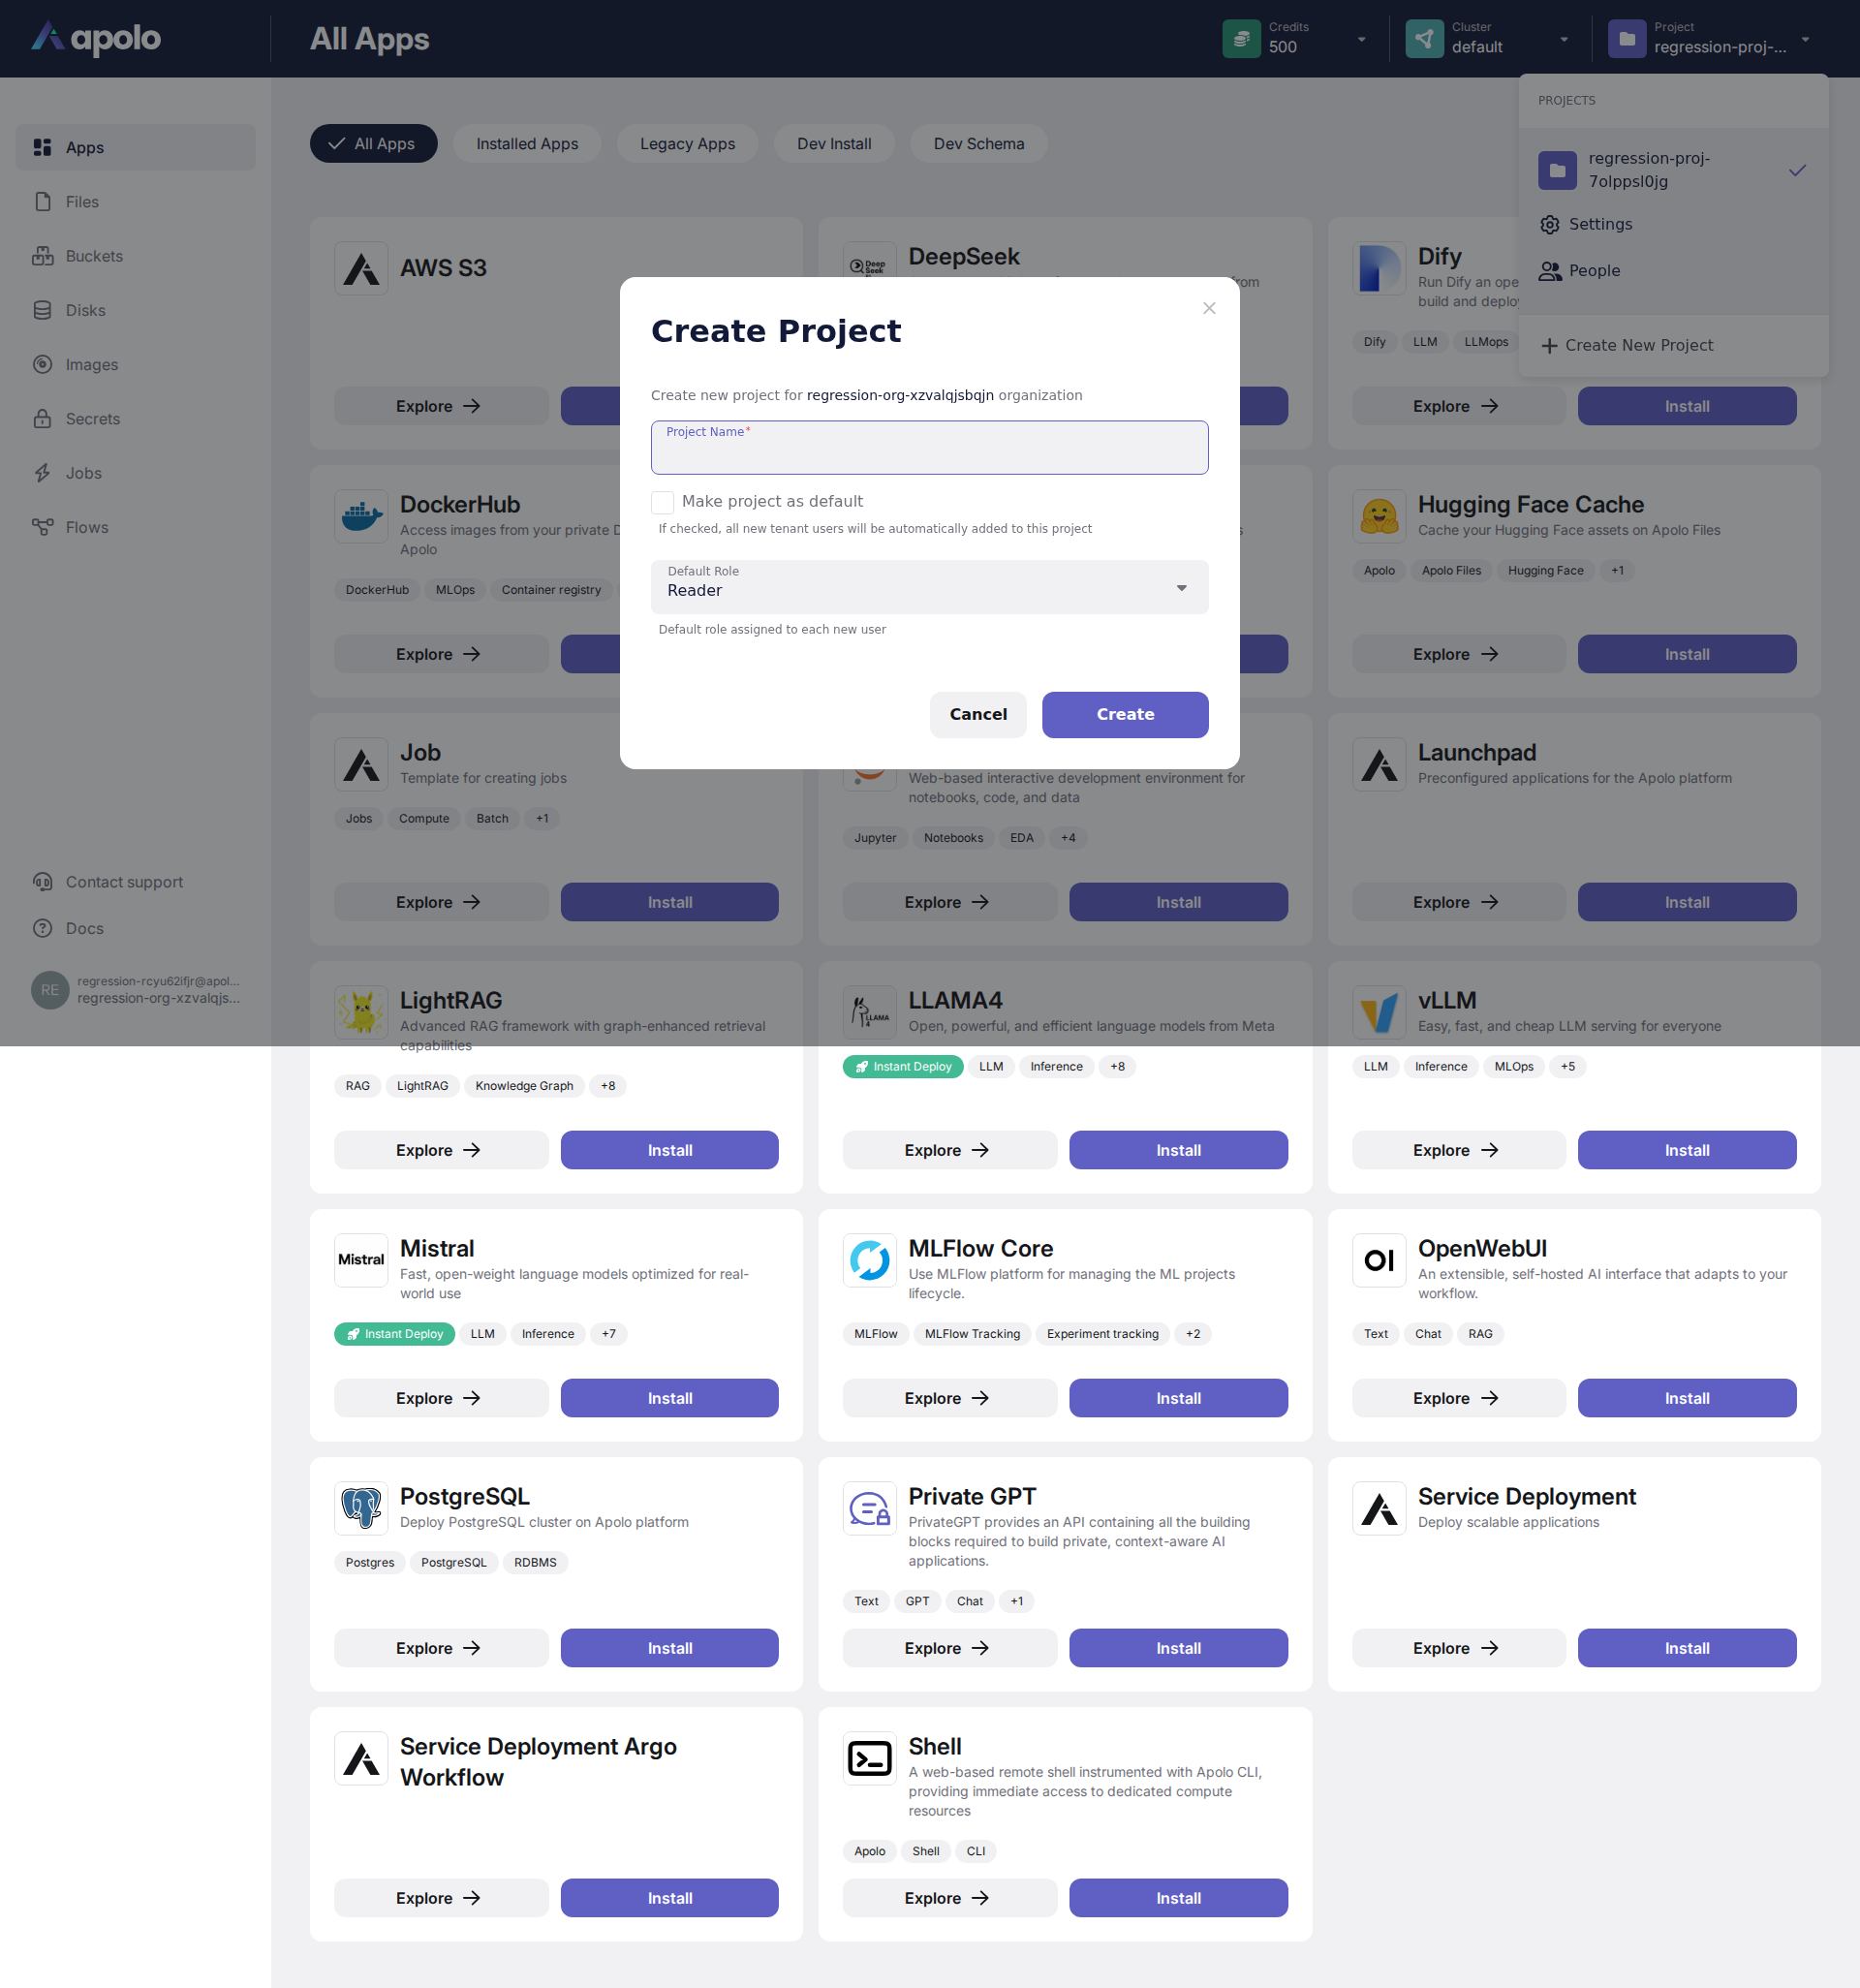 apolo
All Apps
Credits
500
Cluster
default
Project
regression-proj-...
PROJECTS
regression-proj-
7olppsl0jg
Settings
People
Create New Project
Apps
Files
Buckets
Disks
Images
Secrets
Jobs
Flows
Contact support
Docs
RE
regression-rcyu62ifjr@apol...
regression-org-xzvalqjs...
All Apps
Installed Apps
Legacy Apps
Dev Install
Dev Schema
Create Project
Create new project for regression-org-xzvalqjsbqjn organization
Project Name*
Make project as default
If checked, all new tenant users will be automatically added to this project
Default Role
Reader
Default role assigned to each new user
Cancel
Create
AWS S3
Explore
DeepSeek
Deep
Seek
from
Dify
Run Dify an ope
build and deploy
Dify
LLM
LLMops
Explore
Install
DockerHub
Access images from your private D
Apolo
DockerHub
MLOps
Container registry
Explore
Hugging Face Cache
Cache your Hugging Face assets on Apolo Files
Apolo
Apolo Files
Hugging Face
+1
Explore
Install
Job
Template for creating jobs
Jobs
Compute
Batch
+1
Explore
Install
Web-based interactive development environment for
notebooks, code, and data
Jupyter
Notebooks
EDA
+4
Explore
Install
Launchpad
Preconfigured applications for the Apolo platform
Explore
Install
LightRAG
Advanced RAG framework with graph-enhanced retrieval
capabilities
RAG
LightRAG
Knowledge Graph
+8
Explore
Install
LLAMA
4
LLAMA4
Open, powerful, and efficient language models from Meta
Instant Deploy
LLM
Inference
+8
Explore
Install
vLLM
Easy, fast, and cheap LLM serving for everyone
LLM
Inference
MLOps
+5
Explore
Install
Mistral
Mistral
Fast, open-weight language models optimized for real-
world use
Instant Deploy
LLM
Inference
+7
Explore
Install
MLFlow Core
Use MLFlow platform for managing the ML projects
lifecycle.
MLFlow
MLFlow Tracking
Experiment tracking
+2
Explore
Install
OI
OpenWebUI
An extensible, self-hosted AI interface that adapts to your
workflow.
Text
Chat
RAG
Explore
Install
PostgreSQL
Deploy PostgreSQL cluster on Apolo platform
Postgres
PostgreSQL
RDBMS
Explore
Install
Private GPT
PrivateGPT provides an API containing all the building
blocks required to build private, context-aware AI
applications.
Text
GPT
Chat
+1
Explore
Install
Service Deployment
Deploy scalable applications
Explore
Install
Service Deployment Argo
Workflow
Explore
Install
Shell
A web-based remote shell instrumented with Apolo CLI,
providing immediate access to dedicated compute
resources
Apolo
Shell
CLI
Explore
Install